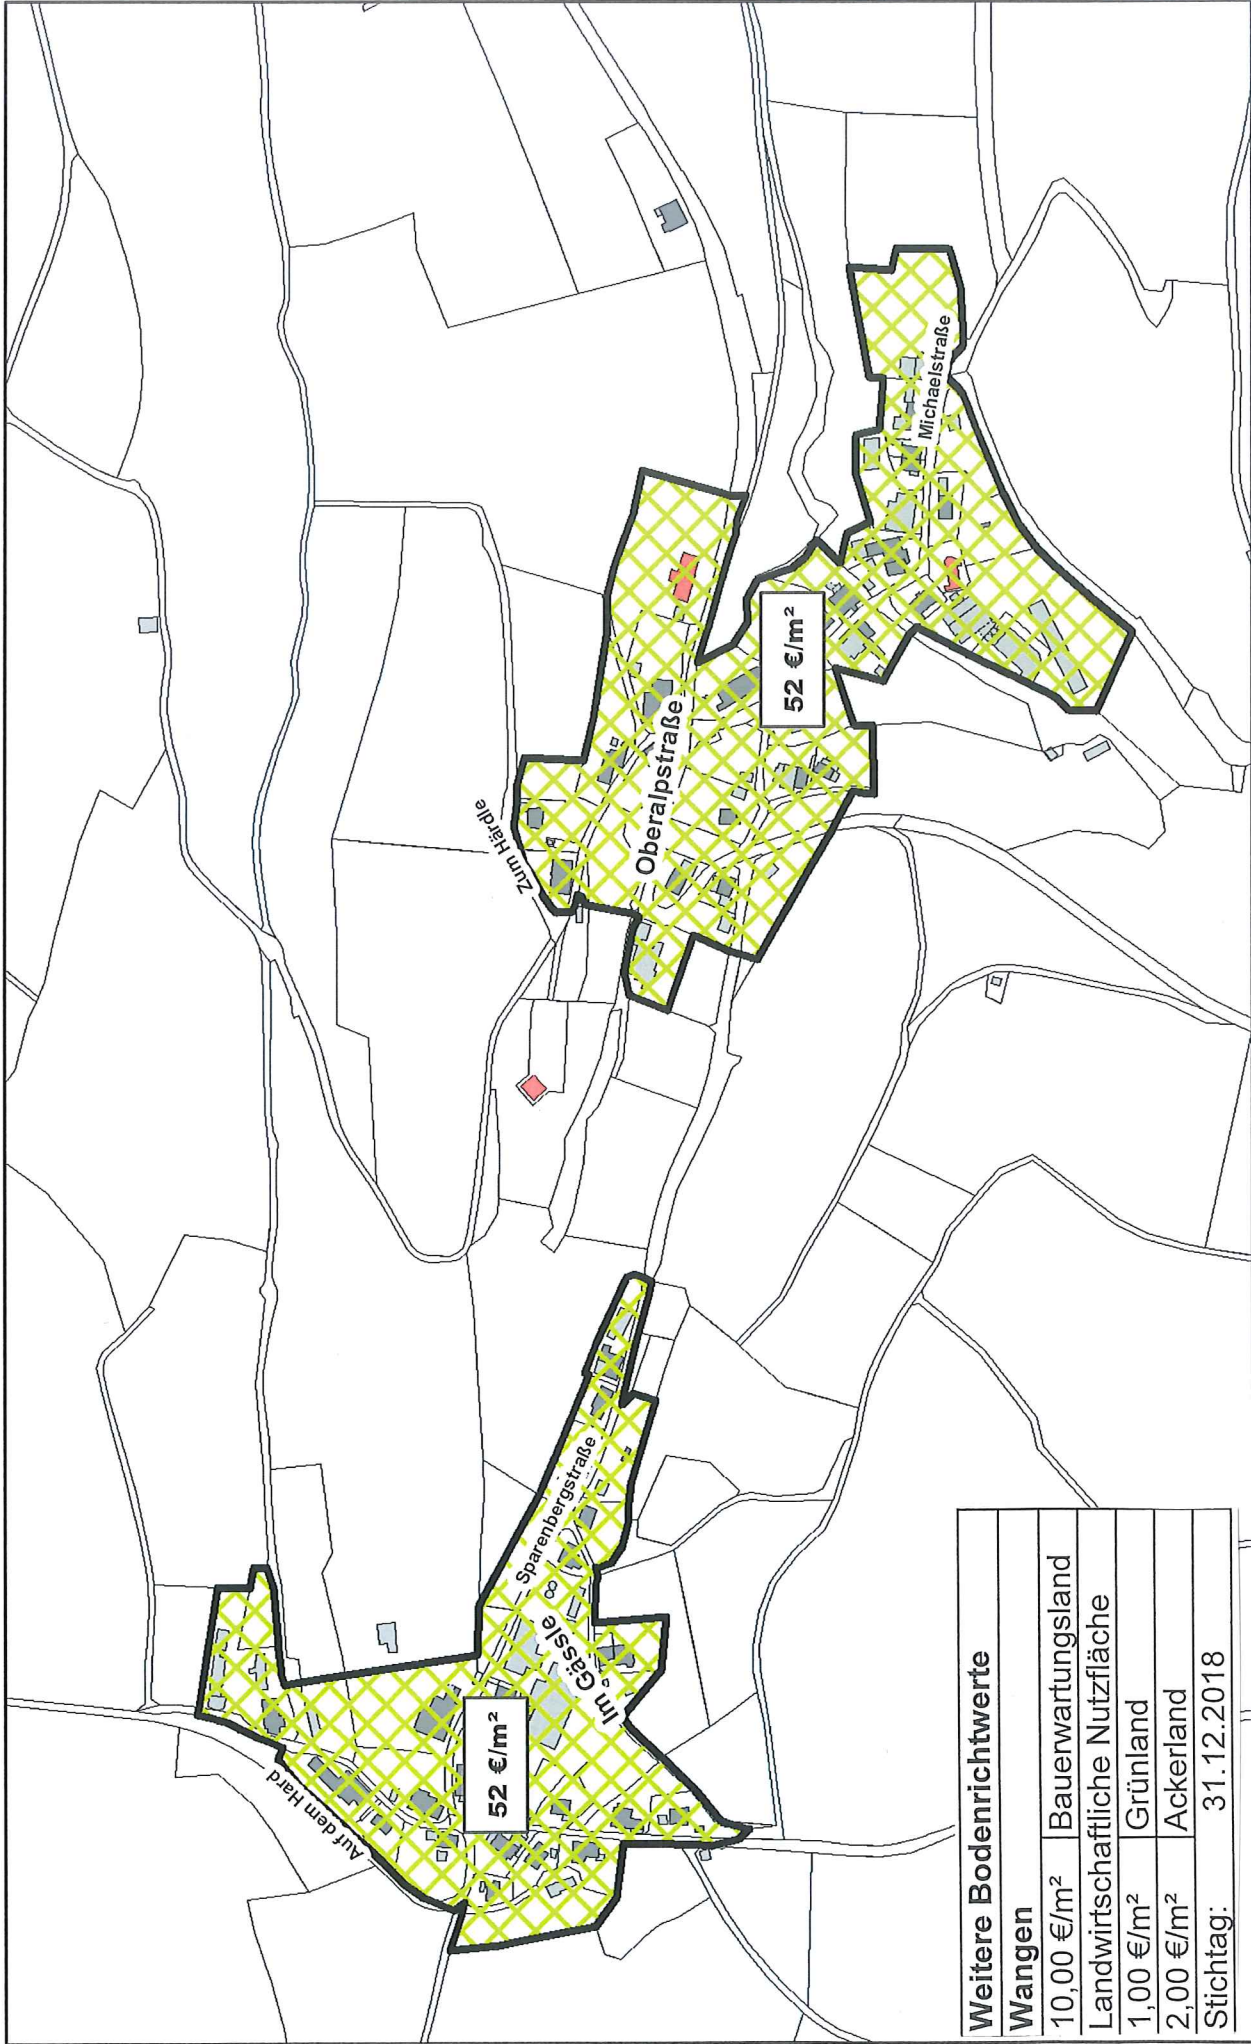 Auf dem Hard
52 €/m²
Im Gässle
Sparenbergstraße
Zum Härdle
Oberalpstraße
52 €/m²
Michaelstraße
Weitere Bodenrichtwerte
Wangen
10,00 €/m² Bauerwartungsland
Landwirtschaftliche Nutzfläche
1,00 €/m² Grünland
2,00 €/m² Ackerland
Stichtag: 31.12.2018